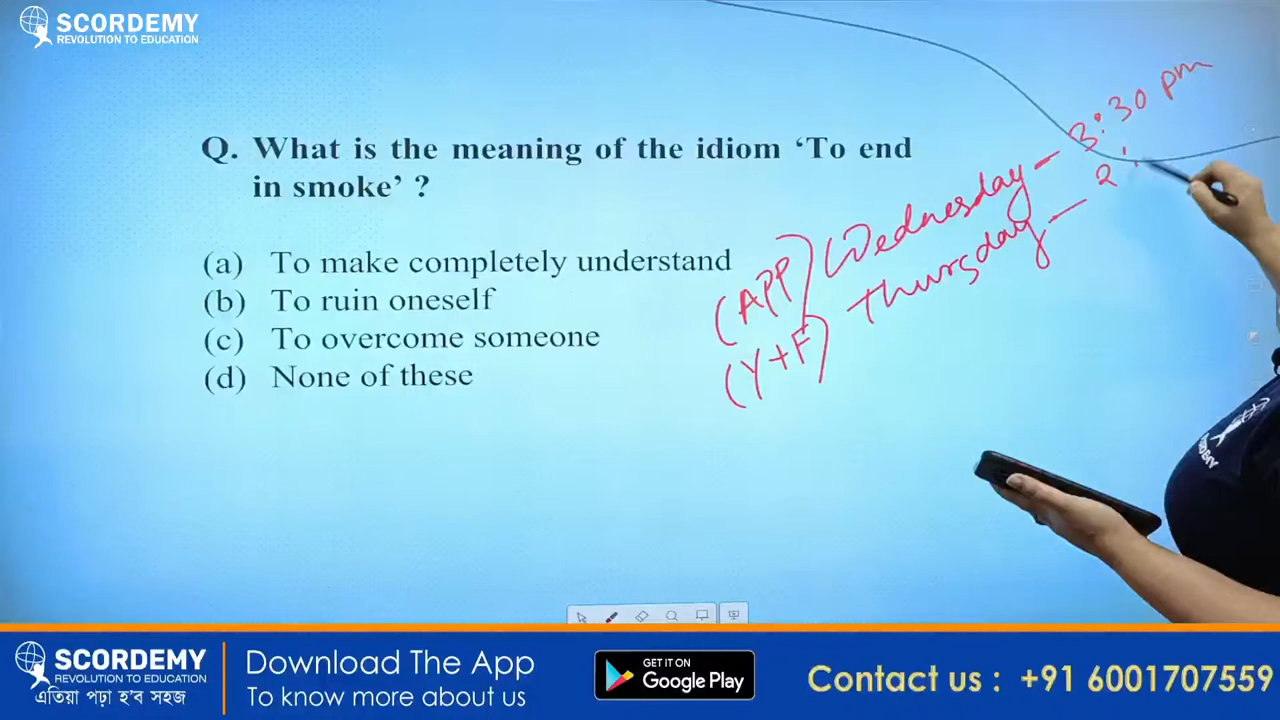 SCORDEMY
REVOLUTION TO EDUCATION
Q. What is the meaning of the idiom ‘To end
in smoke’ ?
(a) To make completely understand
(b) To ruin oneself
(c) To overcome someone
(d) None of these
(APP) Wednesday - 3:30 pm
(Y+F) Thursday - 2:
SCORDEMY
REVOLUTION TO EDUCATION
এতিয়া পঢ়া হ'ব সহজ
Download The App
To know more about us
GET IT ON
Google Play
Contact us : +91 6001707559